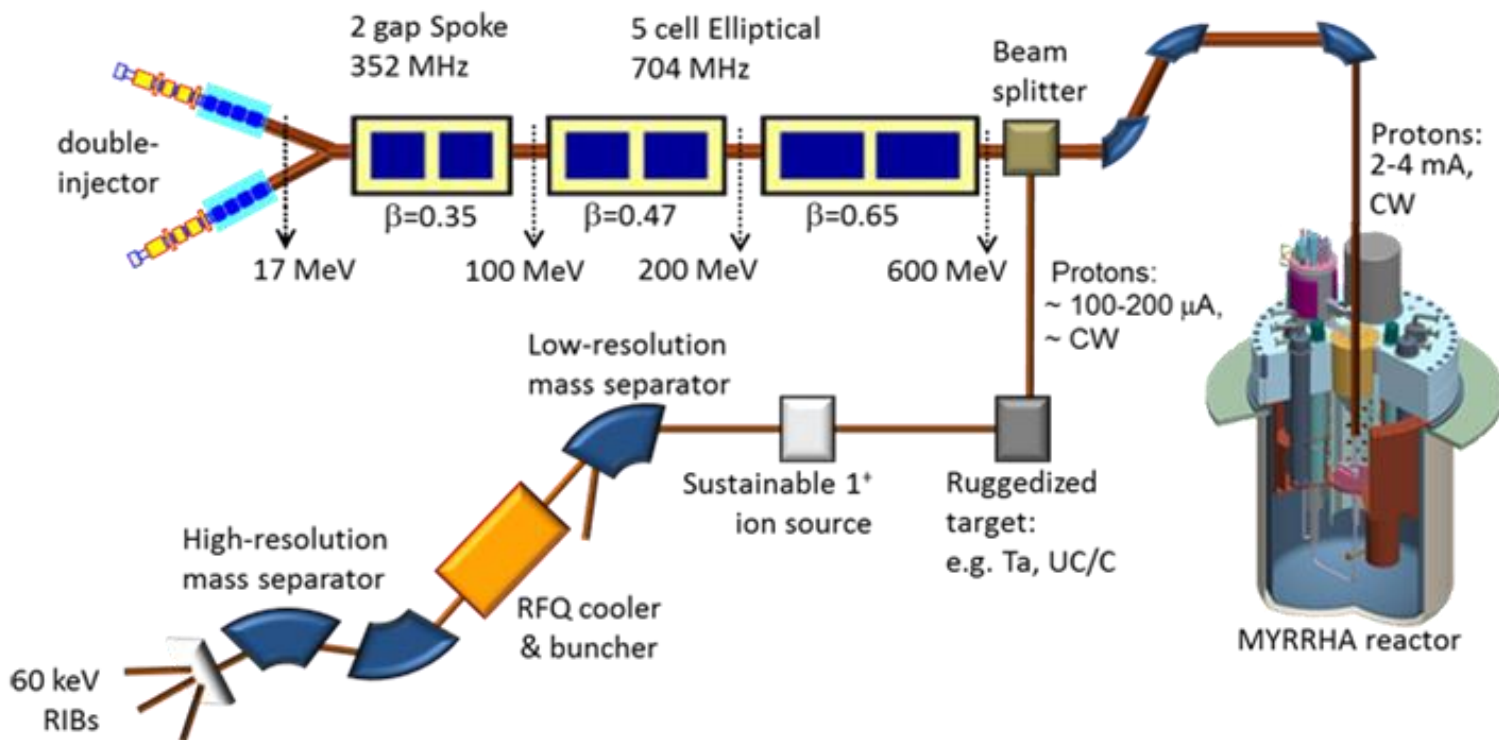 2 gap Spoke
352 MHz
5 cell Elliptical
704 MHz
Beam
splitter
double-
injector
Protons:
2-4 mA,
CW
β=0.35
β=0.47
β=0.65
17 MeV
100 MeV
200 MeV
600 MeV
Protons:
~ 100-200 μA,
~ CW
Low-resolution
mass separator
Sustainable 1⁺
ion source
Ruggedized
target:
e.g. Ta, UC/C
High-resolution
mass separator
RFQ cooler
& buncher
MYRRHA reactor
60 keV
RIBs